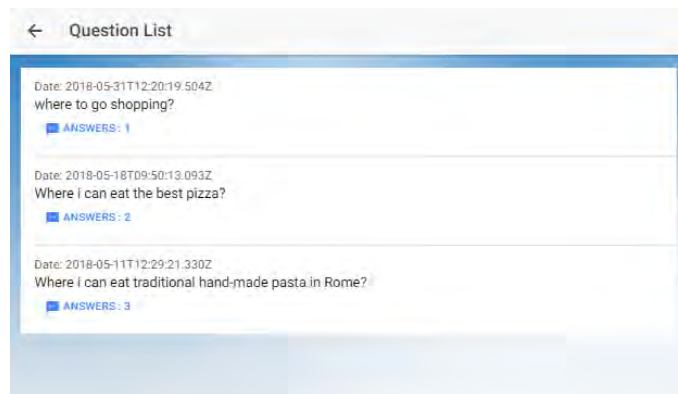 Question List
Date: 2018-05-31T12:20:19.504Z
where to go shopping?
ANSWERS: 1
Date: 2018-05-18T09:50:13.093Z
Where i can eat the best pizza?
ANSWERS: 2
Date: 2018-05-11T12:29:21.330Z
Where i can eat traditional hand-made pasta in Rome?
ANSWERS: 3